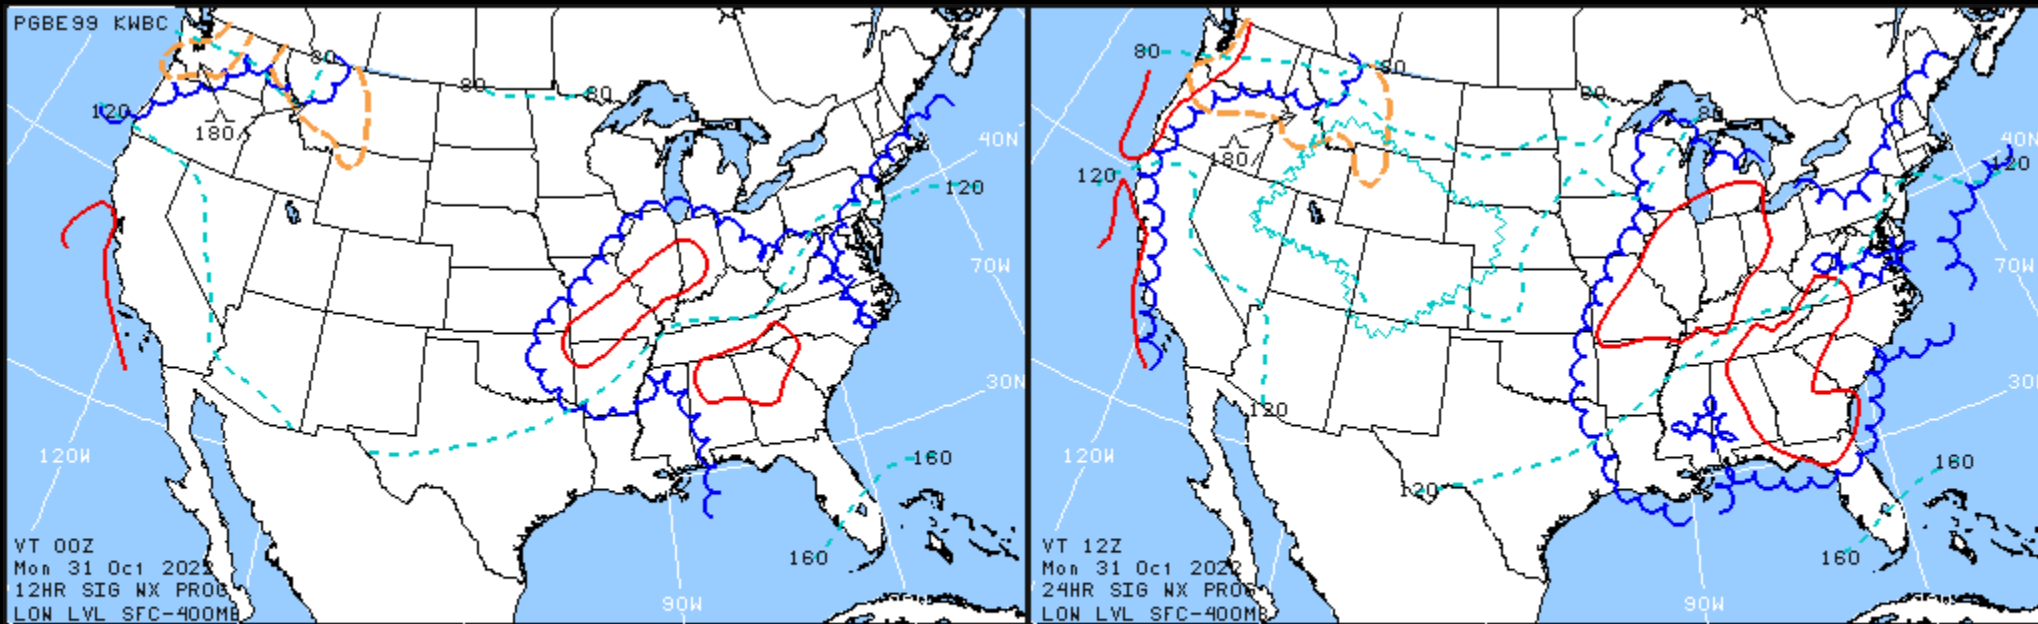 PGBE99 KWBC
80
80
80
120
180/
40N
120
70W
30N
120W
160
160
90W
VT 00Z
Mon 31 Oct 202
12HR SIG WX PROG
LOW LVL SFC-400MB
80
80
80
8
40N
120
180/
120
70W
30N
120
120W
120
160
160
90W
VT 12Z
Mon 31 Oct 2022
24HR SIG WX PROG
LOW LVL SFC-400MB